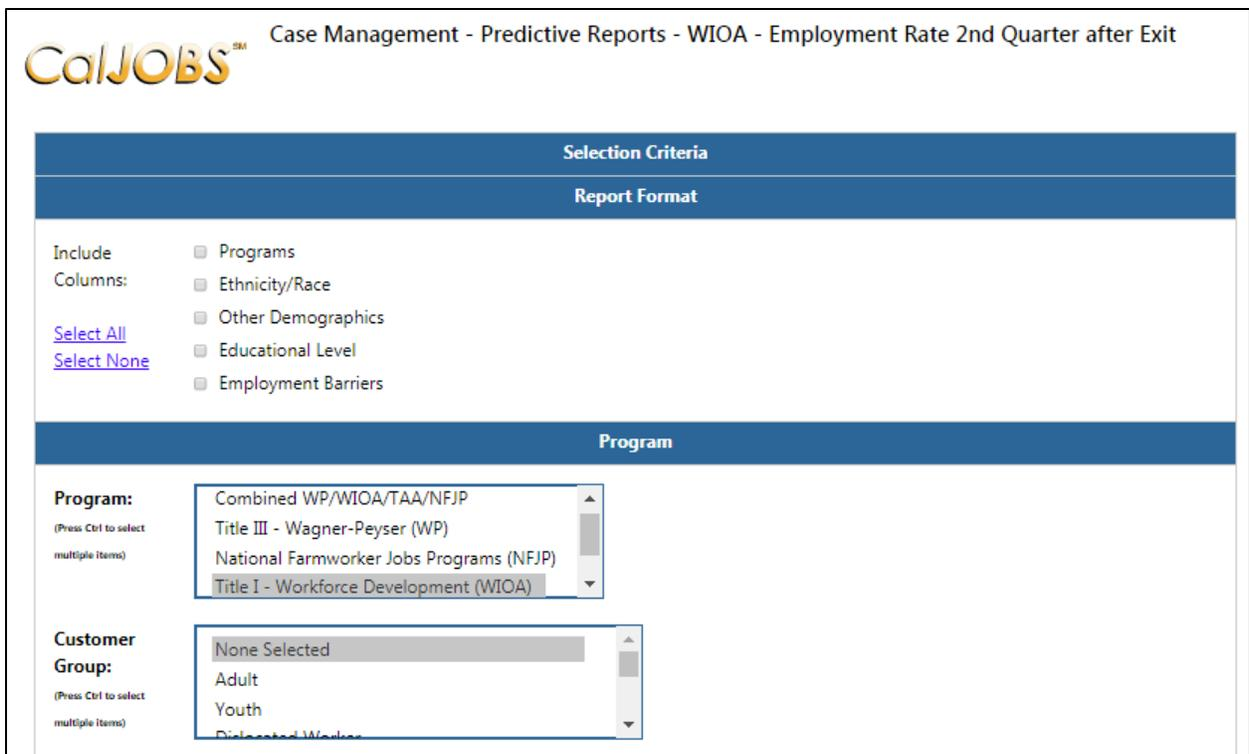 CalJOBS℠
Case Management - Predictive Reports - WIOA - Employment Rate 2nd Quarter after Exit
Selection Criteria
Report Format
Include
Columns:
Select All
Select None
Programs
Ethnicity/Race
Other Demographics
Educational Level
Employment Barriers
Program
Program:
(Press Ctrl to select
multiple items)
Combined WP/WIOA/TAA/NFJP
Title III - Wagner-Peyser (WP)
National Farmworker Jobs Programs (NFJP)
Title I - Workforce Development (WIOA)
Customer
Group:
(Press Ctrl to select
multiple items)
None Selected
Adult
Youth
Dislocated Worker